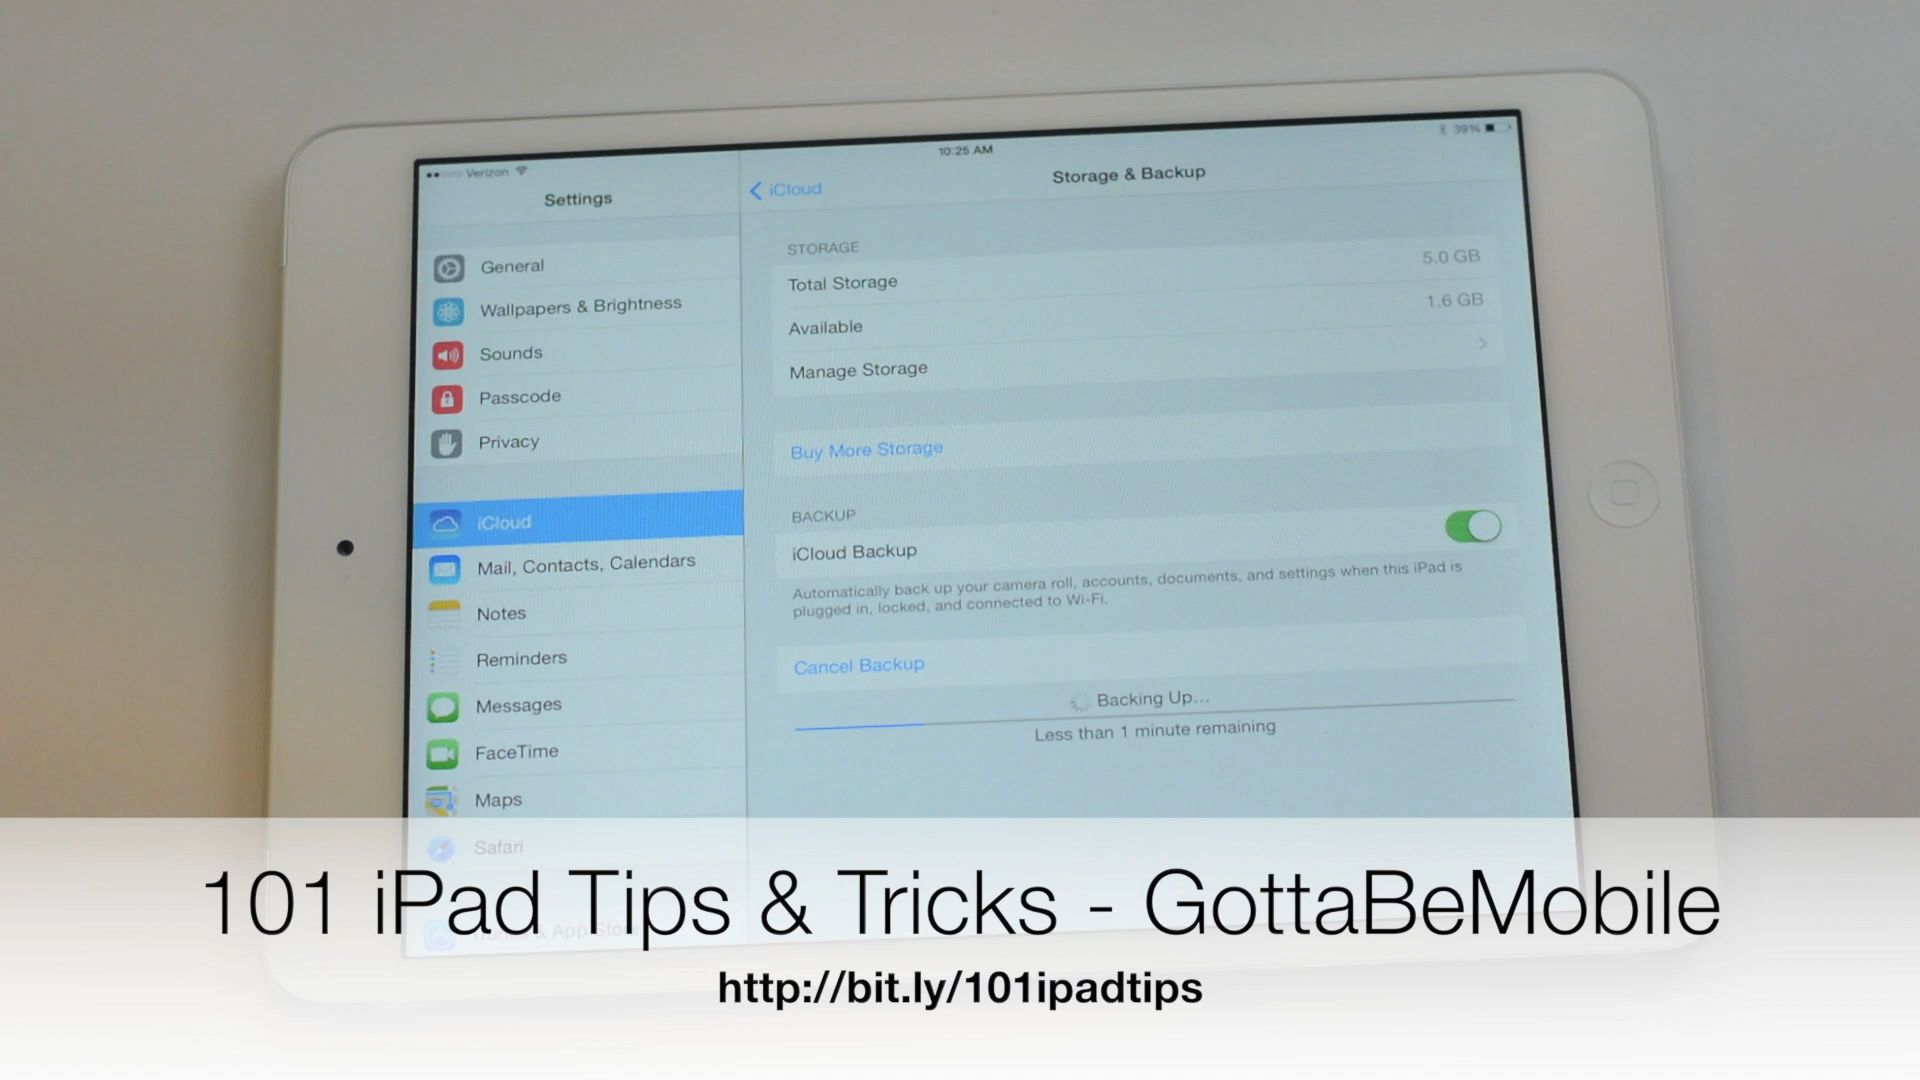 Verizon
10:25 AM
39%
Settings
iCloud
Storage & Backup
General
Wallpapers & Brightness
Sounds
Passcode
Privacy
iCloud
Mail, Contacts, Calendars
Notes
Reminders
Messages
FaceTime
Maps
Safari
iTunes & App Store
STORAGE
Total Storage 5.0 GB
Available 1.6 GB
Manage Storage
Buy More Storage
BACKUP
iCloud Backup
Automatically back up your camera roll, accounts, documents, and settings when this iPad is
plugged in, locked, and connected to Wi-Fi.
Cancel Backup
Backing Up...
Less than 1 minute remaining
101 iPad Tips & Tricks - GottaBeMobile
http://bit.ly/101ipadtips